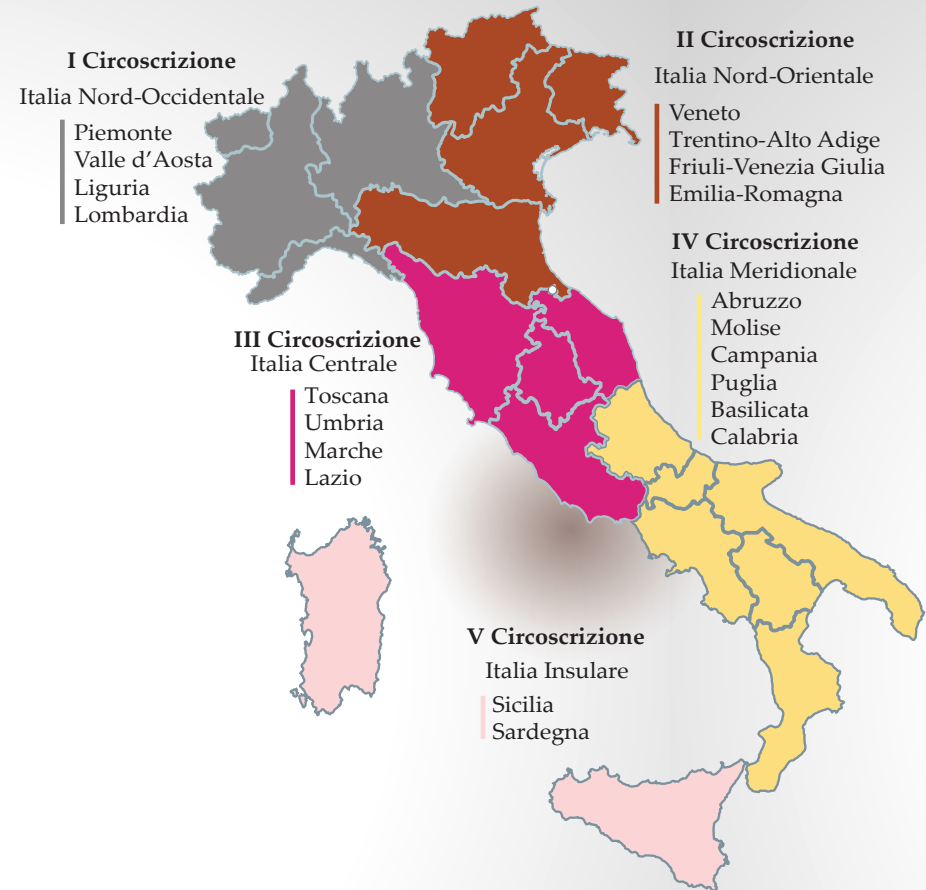 I Circoscrizione
Italia Nord-Occidentale
Piemonte
Valle d’Aosta
Liguria
Lombardia
II Circoscrizione
Italia Nord-Orientale
Veneto
Trentino-Alto Adige
Friuli-Venezia Giulia
Emilia-Romagna
III Circoscrizione
Italia Centrale
Toscana
Umbria
Marche
Lazio
IV Circoscrizione
Italia Meridionale
Abruzzo
Molise
Campania
Puglia
Basilicata
Calabria
V Circoscrizione
Italia Insulare
Sicilia
Sardegna